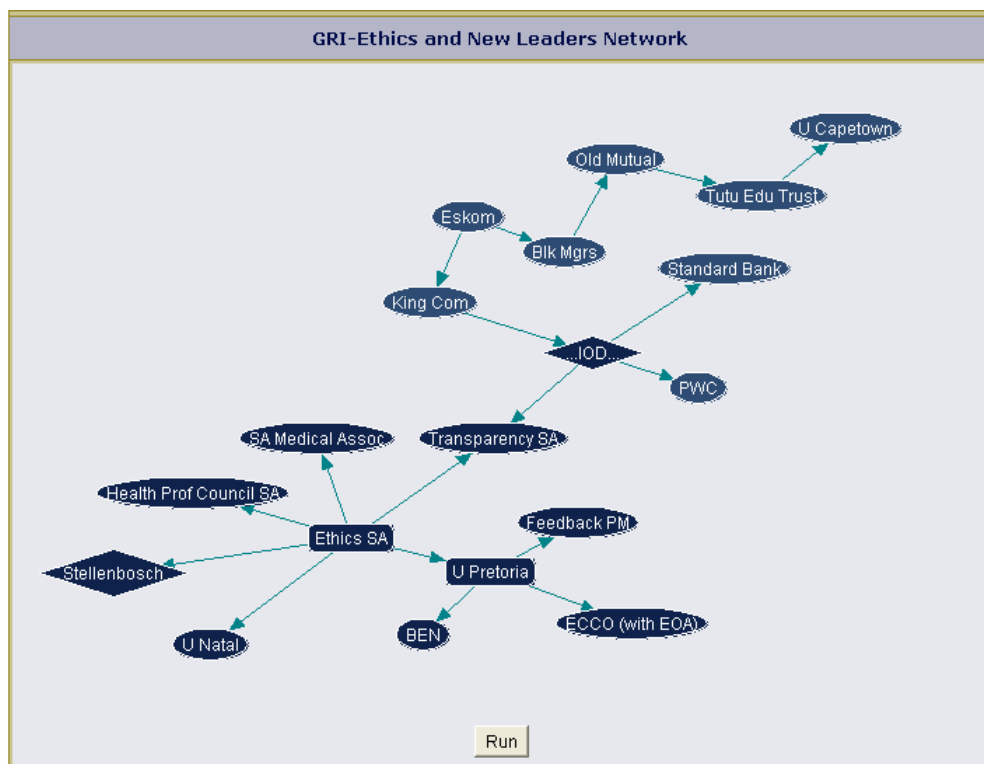 GRI-Ethics and New Leaders Network
U Capetown
Old Mutual
Tutu Edu Trust
Eskom
Blk Mgrs
Standard Bank
King Com
...IOD...
PWC
SA Medical Assoc
Transparency SA
Health Prof Council SA
Feedback PM
Ethics SA
Stellenbosch
U Pretoria
ECCO (with EOA)
BEN
U Natal
Run